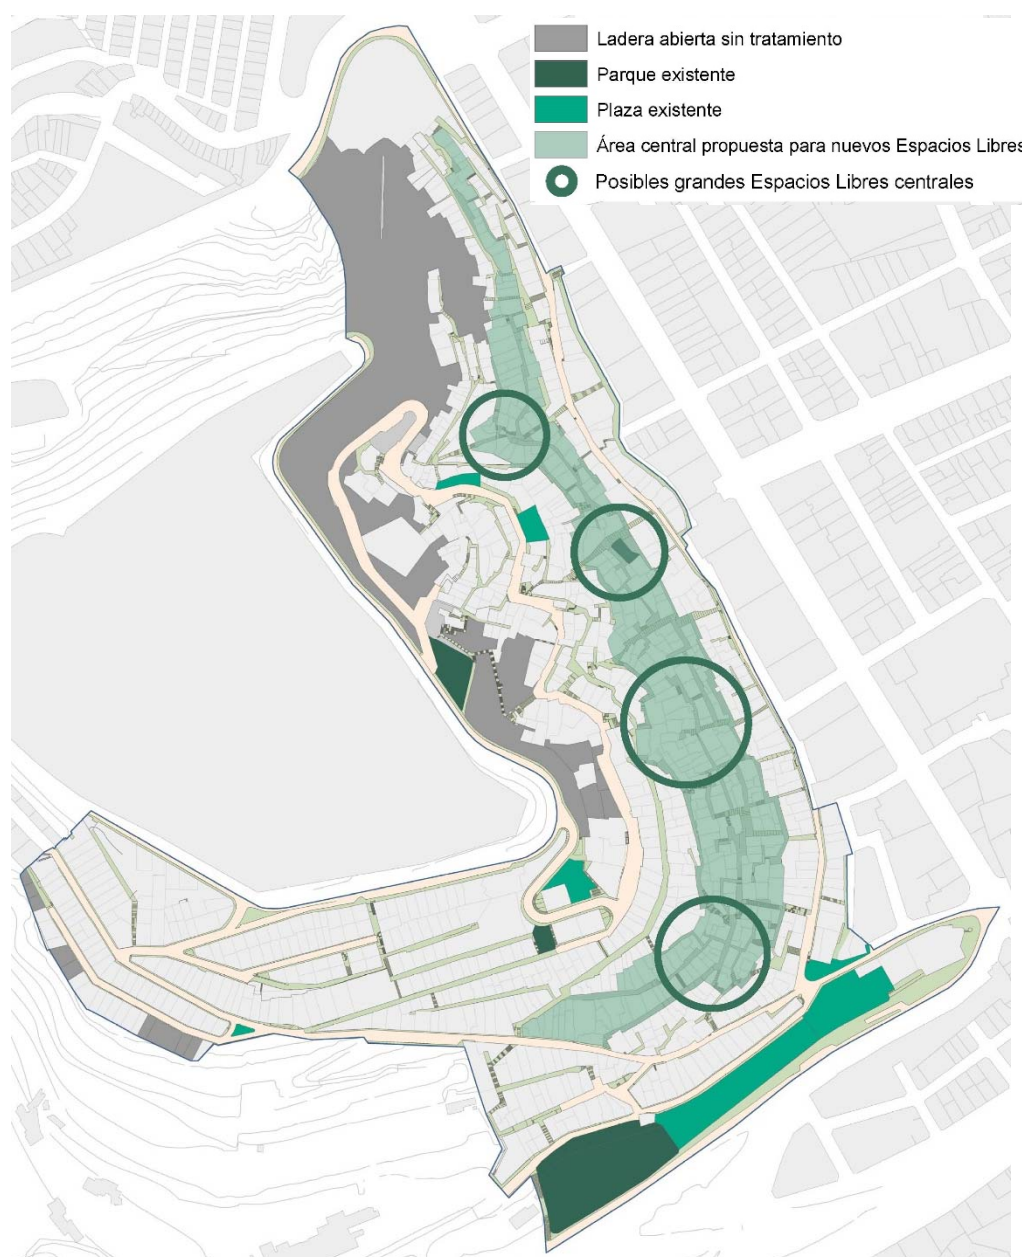 Ladera abierta sin tratamiento
Parque existente
Plaza existente
Área central propuesta para nuevos Espacios Libres
Posibles grandes Espacios Libres centrales